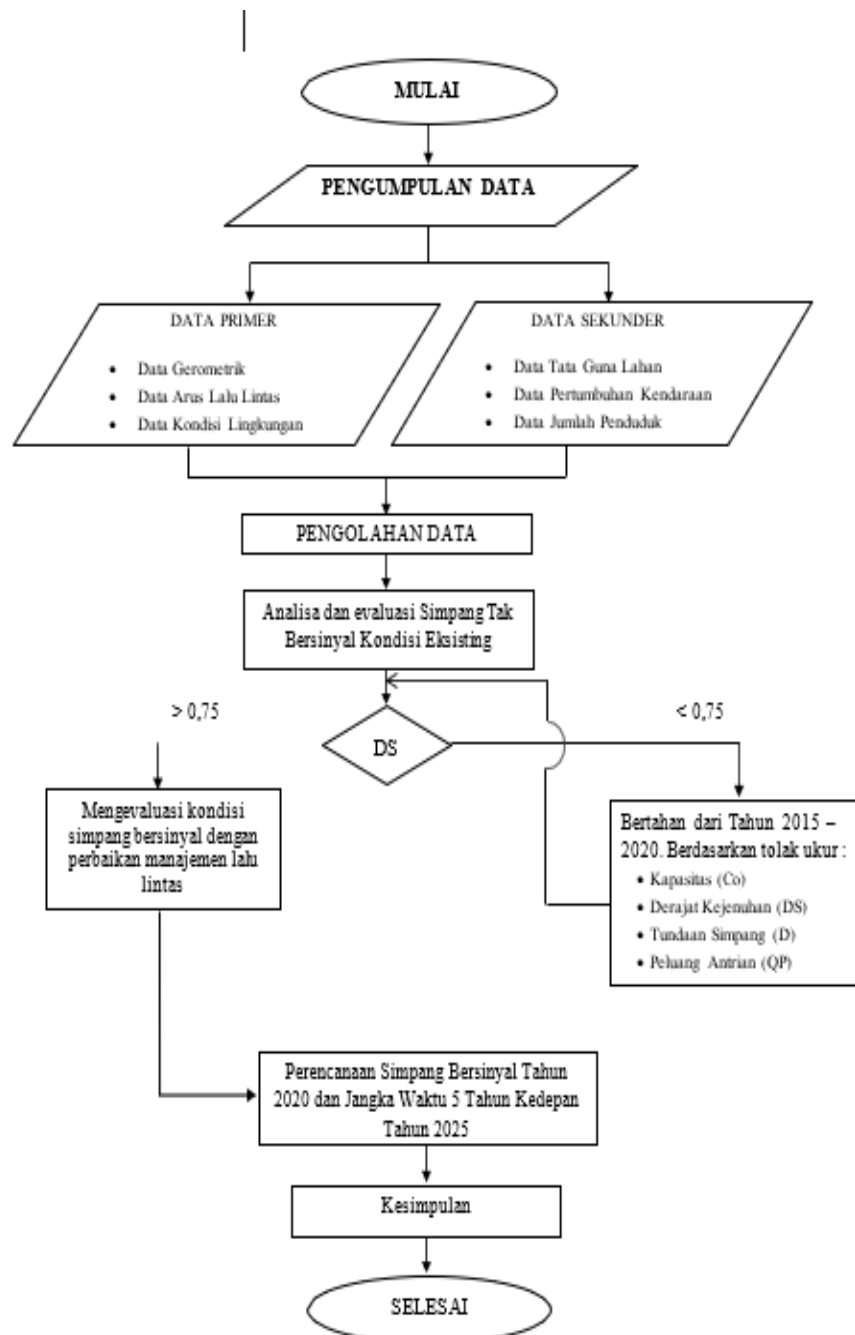 MULAI
PENGUMPULAN DATA
DATA PRIMER
• Data Gerometrik
• Data Arus Lalu Lintas
• Data Kondisi Lingkungan
DATA SEKUNDER
• Data Tata Guna Lahan
• Data Pertumbuhan Kendaraan
• Data Jumlah Penduduk
PENGOLAHAN DATA
Analisa dan evaluasi Simpang Tak
Bersinyal Kondisi Eksisting
> 0,75
DS
< 0,75
Mengevaluasi kondisi
simpang bersinyal dengan
perbaikan manajemen lalu
lintas
Bertahan dari Tahun 2015 –
2020. Berdasarkan tolak ukur :
• Kapasitas (Co)
• Derajat Kejenuhan (DS)
• Tundaan Simpang (D)
• Peluang Antrian (QP)
Perencanaan Simpang Bersinyal Tahun
2020 dan Jangka Waktu 5 Tahun Kedepan
Tahun 2025
Kesimpulan
SELESAI